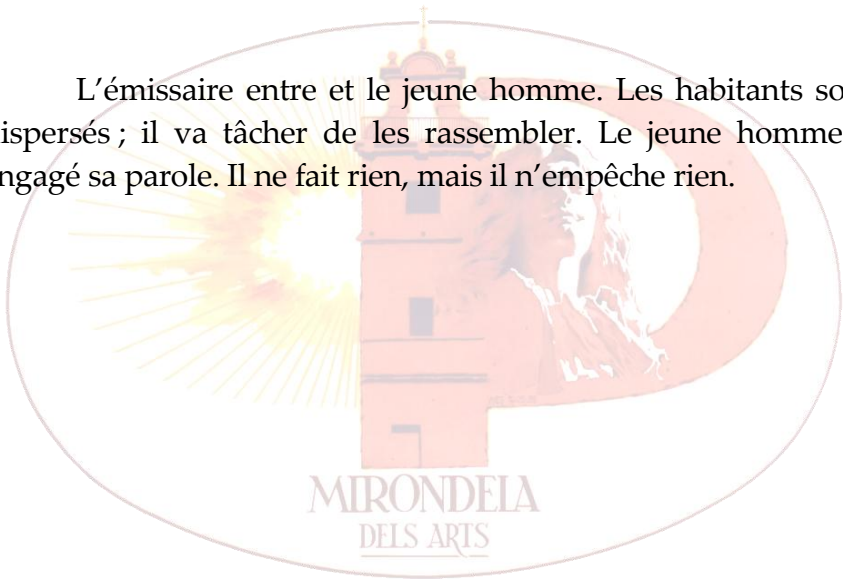 L’émissaire entre et le jeune homme. Les habitants so
ispersés ; il va tâcher de les rassembler. Le jeune homme
ngagé sa parole. Il ne fait rien, mais il n’empêche rien.
MIRONDELA
DELS ARTS